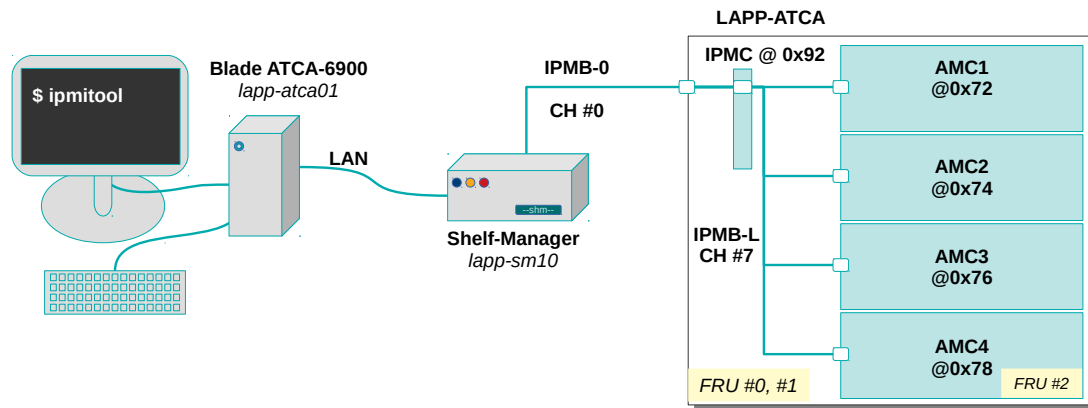 LAPP-ATCA
Blade ATCA-6900
lapp-atca01
$ ipmitool
IPMB-0
CH #0
IPMC @ 0x92
AMC1
@0x72
LAN
--shm--
Shelf-Manager
lapp-sm10
AMC2
@0x74
IPMB-L
CH #7
AMC3
@0x76
AMC4
@0x78
FRU #0, #1
FRU #2